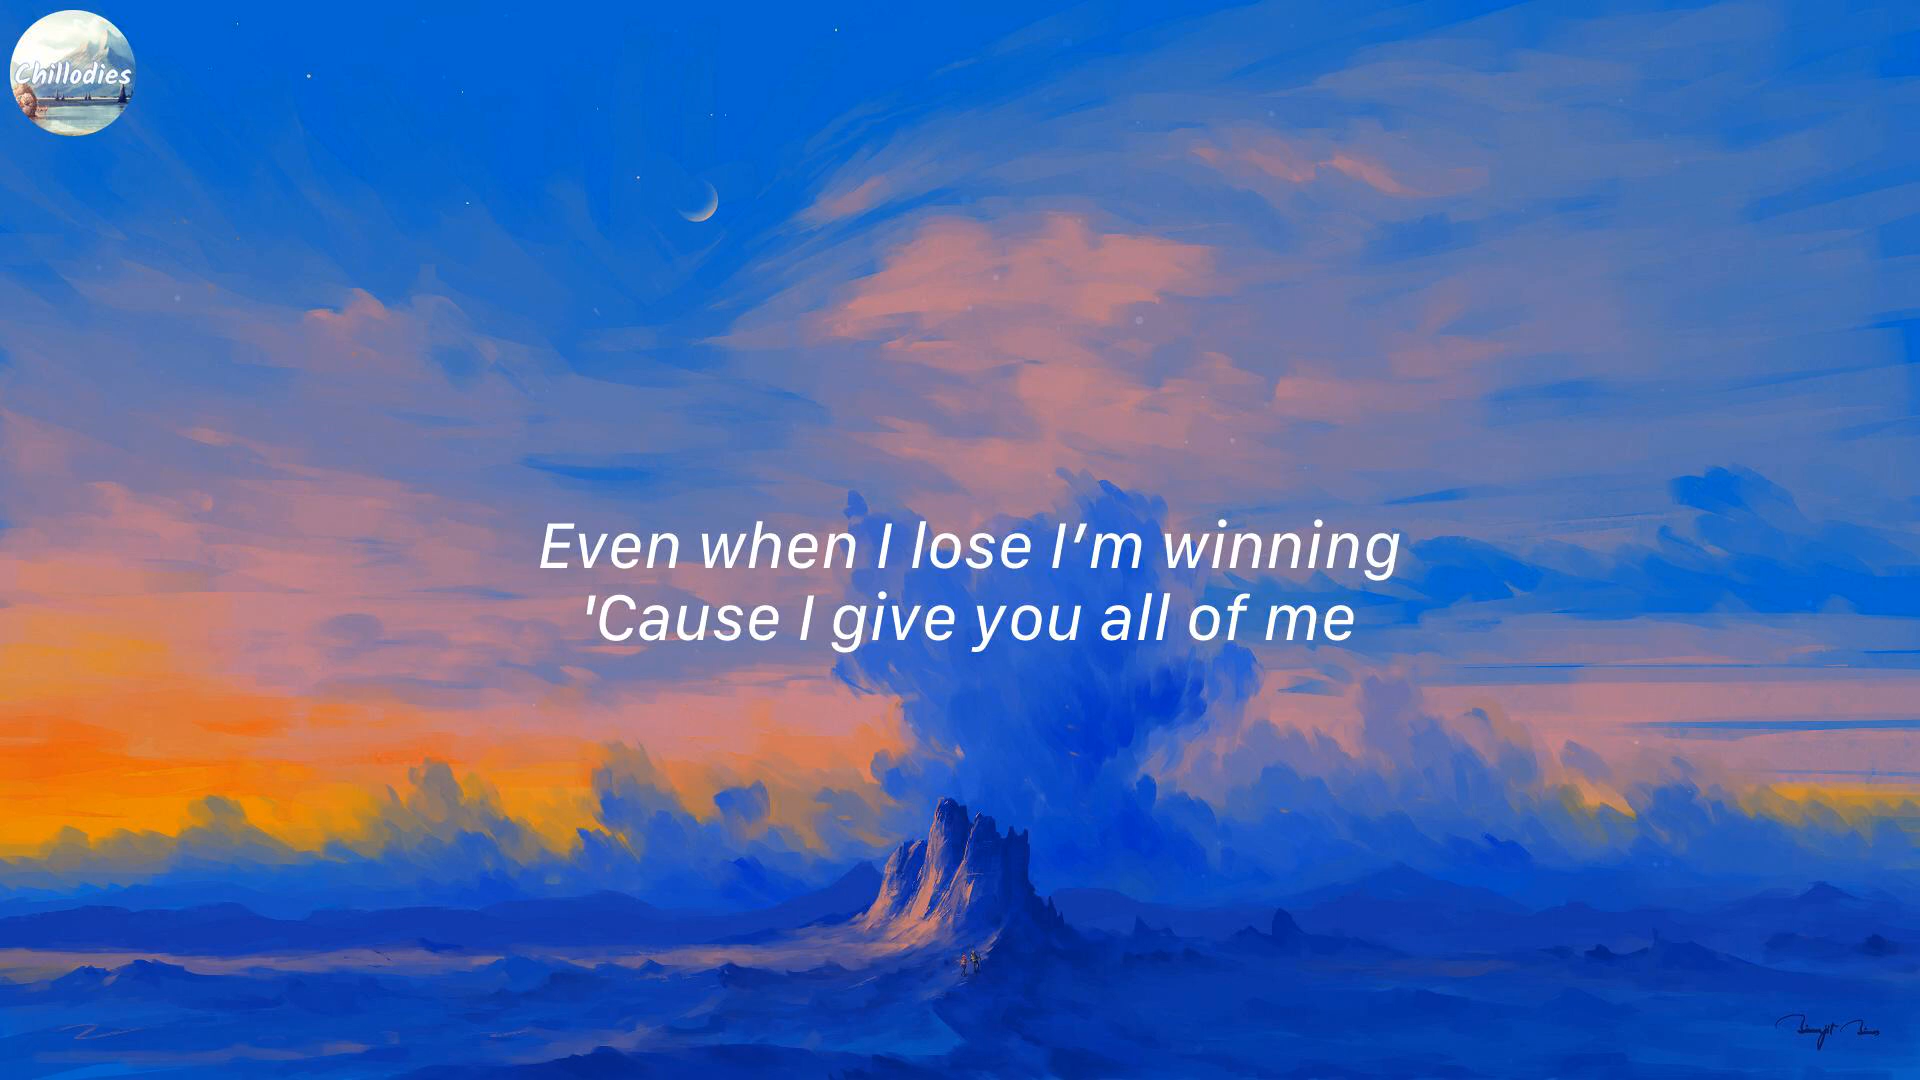 Chillodies
Even when I lose I’m winning
'Cause I give you all of me